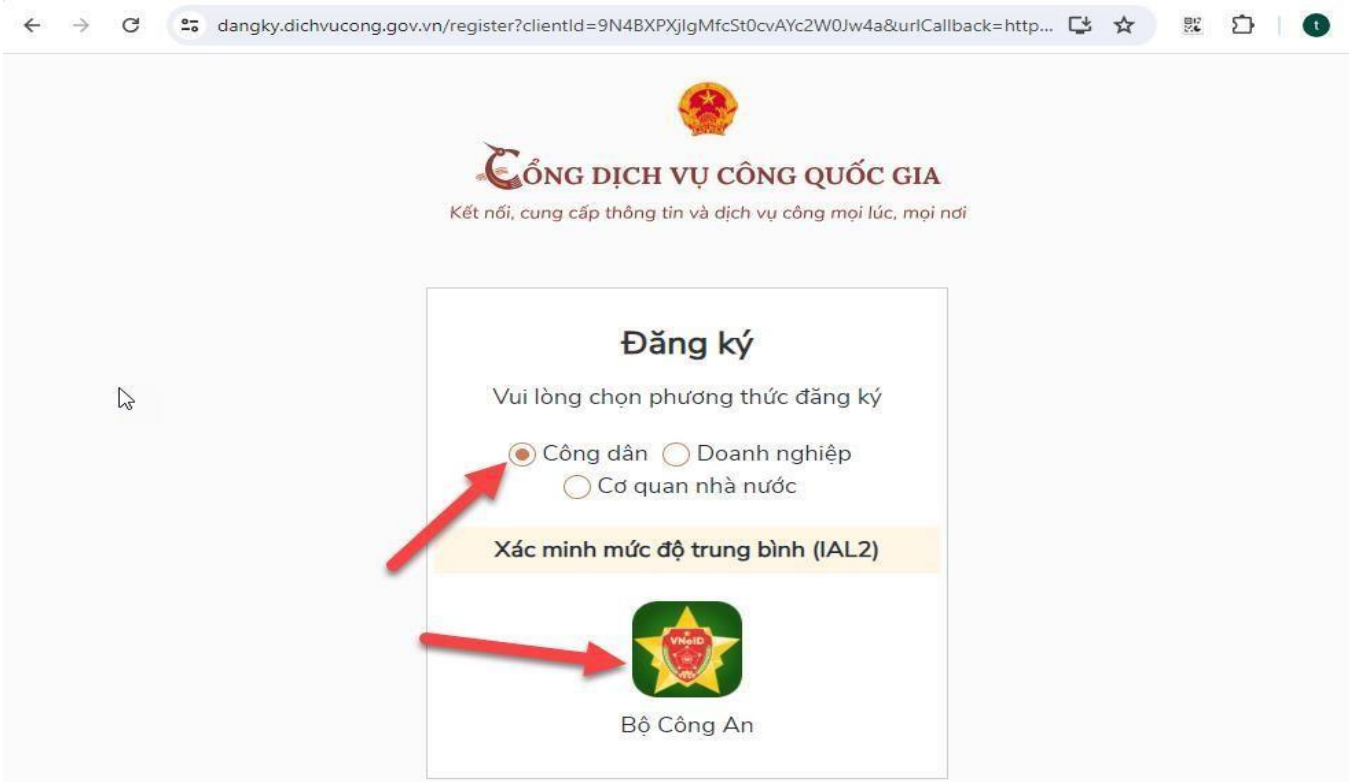 dangky.dichvucong.gov.vn/register?clientId=9N4BXPXjIgMfcSt0cvAYc2W0Jw4a&urlCallback=http...
t
CỔNG DỊCH VỤ CÔNG QUỐC GIA
Kết nối, cung cấp thông tin và dịch vụ công mọi lúc, mọi nơi
Đăng ký
Vui lòng chọn phương thức đăng ký
Công dân Doanh nghiệp
Cơ quan nhà nước
Xác minh mức độ trung bình (IAL2)
VNeID
Bộ Công An